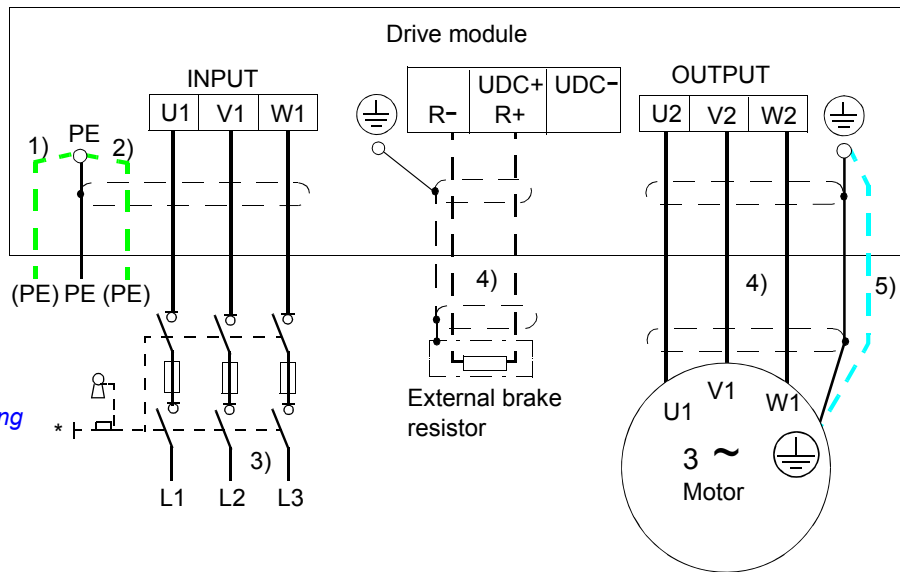 Drive module
INPUT
OUTPUT
U1 V1 W1
UDC+ UDC-
R- R+
U2 V2 W2
1) PE 2)
(PE) PE (PE)
4)
4)
5)
External brake
resistor
ng
*
3)
L1 L2 L3
U1 V1 W1
3 ~
Motor